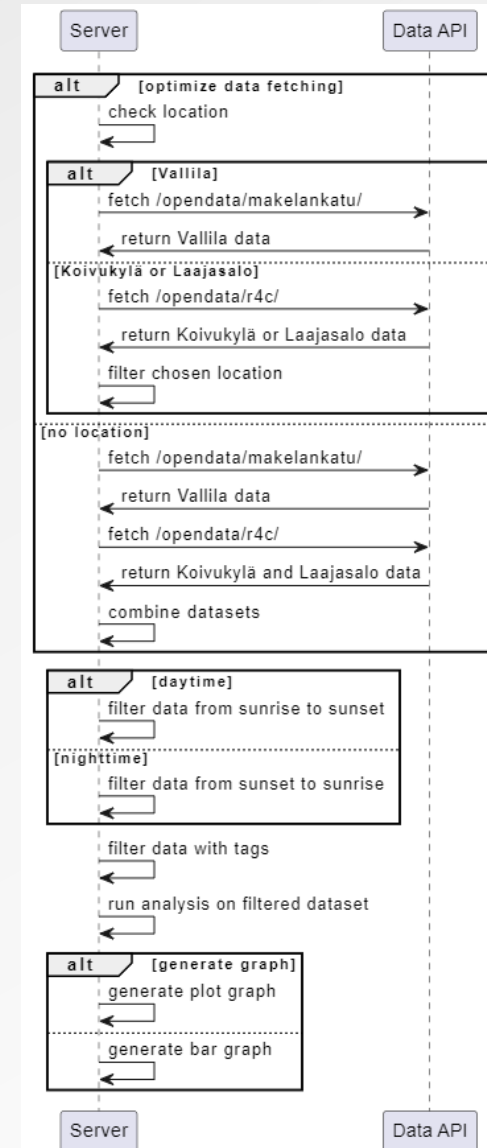 Server Data API
alt [optimize data fetching]
check location
alt [Vallila]
fetch /opendata/makelankatu/
return Vallila data
[Koivukylä or Laajasalo]
fetch /opendata/r4c/
return Koivukylä or Laajasalo data
filter chosen location
[no location]
fetch /opendata/makelankatu/
return Vallila data
fetch /opendata/r4c/
return Koivukylä and Laajasalo data
combine datasets
alt [daytime]
filter data from sunrise to sunset
[nighttime]
filter data from sunset to sunrise
filter data with tags
run analysis on filtered dataset
alt [generate graph]
generate plot graph
generate bar graph
Server Data API